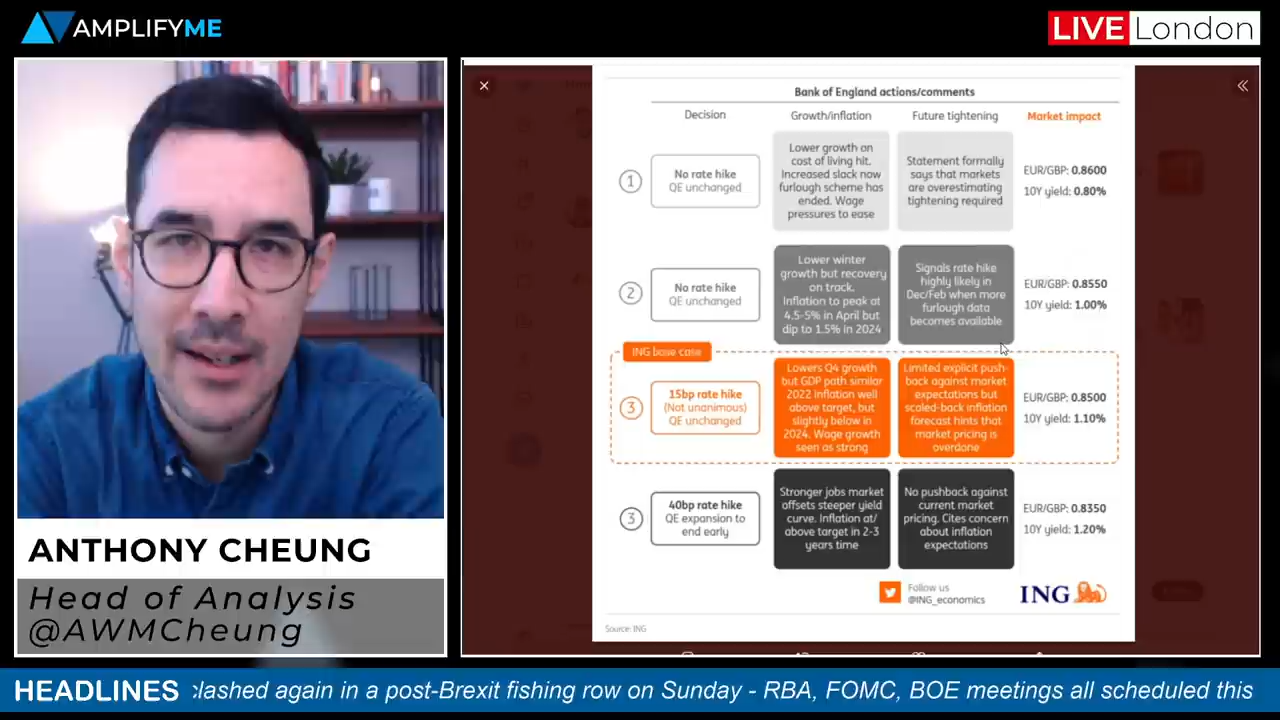 AMPLIFYME
LIVE London
ANTHONY CHEUNG
Head of Analysis
@AWMCheung
Bank of England actions/comments
Decision
Growth/inflation
Future tightening
Market impact
1
No rate hike
QE unchanged
Lower growth on
cost of living hit.
Increased slack now
furlough scheme has
ended. Wage
pressures to ease
Statement formally
says that markets
are overestimating
tightening required
EUR/GBP: 0.8600
10Y yield: 0.80%
2
No rate hike
QE unchanged
Lower winter
growth but recovery
on track.
Inflation to peak at
4.5-5% in April but
dip to 1.5% in 2024
Signals rate hike
highly likely in
Dec/Feb when more
furlough data
becomes available
EUR/GBP: 0.8550
10Y yield: 1.00%
ING base case
3
15bp rate hike
(Not unanimous)
QE unchanged
Lowers Q4 growth
but GDP path similar
2022 Inflation well
above target, but
slightly below in
2024. Wage growth
seen as strong
Limited explicit push-
back against market
expectations but
scaled-back inflation
forecast hints that
market pricing is
overdone
EUR/GBP: 0.8500
10Y yield: 1.10%
3
40bp rate hike
QE expansion to
end early
Stronger jobs market
offsets steeper yield
curve. Inflation at/
above target in 2-3
years time
No pushback against
current market
pricing. Cites concern
about inflation
expectations
EUR/GBP: 0.8350
10Y yield: 1.20%
Follow us
@ING_economics
ING
Source: ING
HEADLINES
clashed again in a post-Brexit fishing row on Sunday - RBA, FOMC, BOE meetings all scheduled this